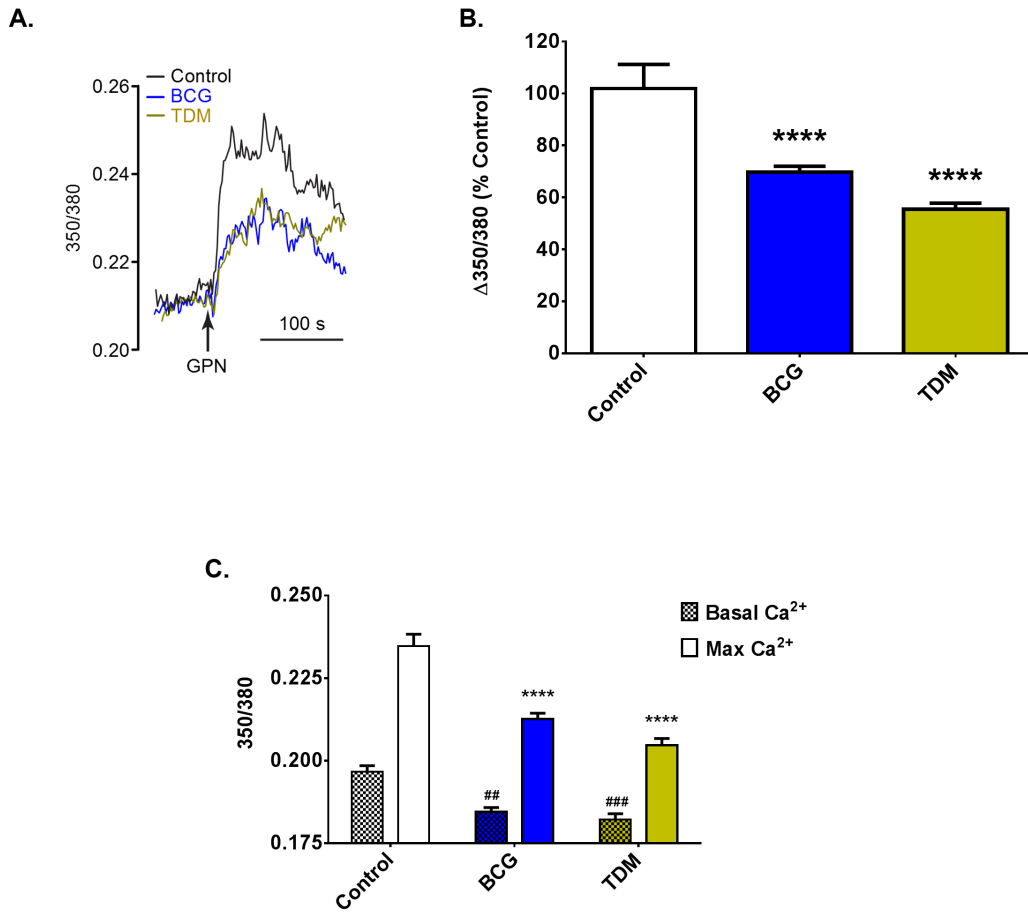 A.
Control
BCG
TDM
0.26
0.24
0.22
0.20
350/380
GPN
100 s
B.
120
100
80
60
40
20
0
Δ350/380 (% Control)
****
****
Control
BCG
TDM
C.
0.250
0.225
0.200
0.175
350/380
Basal Ca²⁺
Max Ca²⁺
##
****
###
****
Control
BCG
TDM